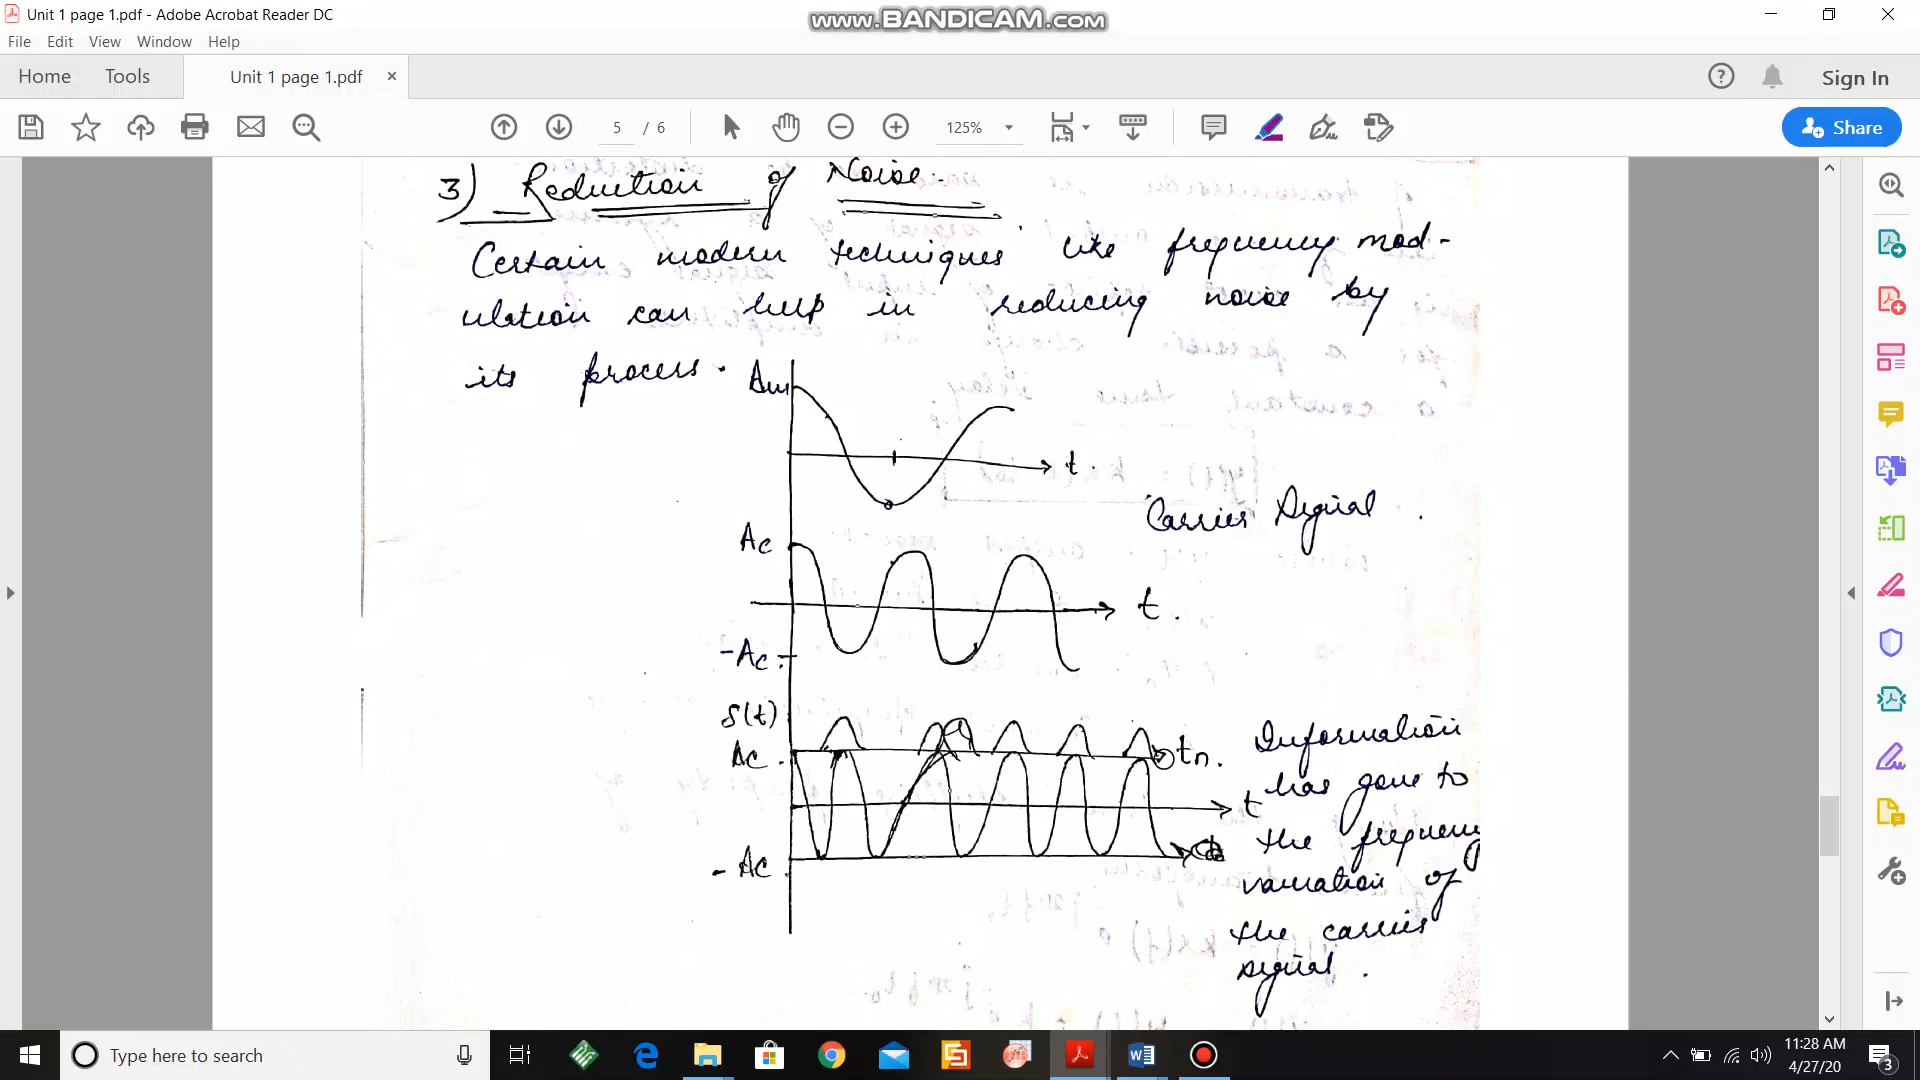 Unit 1 page 1.pdf - Adobe Acrobat Reader DC
www.BANDICAM.com
File Edit View Window Help
Home Tools Unit 1 page 1.pdf × Sign In
5 / 6 125% Share
3) Reduction of Noise.
Certain modern techniques like frequency mod-
ulation can help in reducing noise by
its process.
Am
t.
Carrier Signal.
Ac
t.
-Ac
S(t)
Ac
tn.
t
- Ac
Information
has gone to
the frequency
variation of
the carrier
signal.
Type here to search
11:28 AM
4/27/20
3